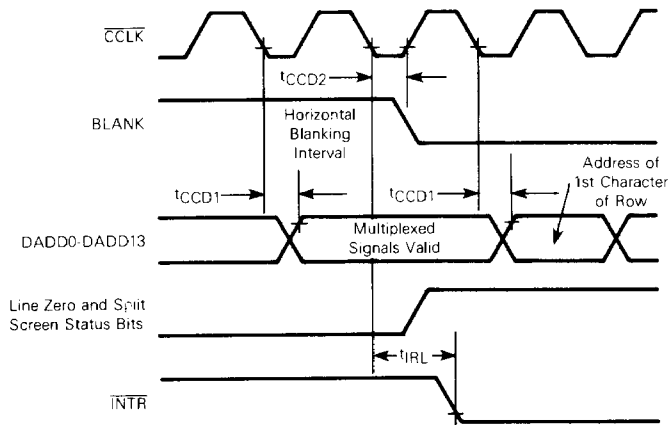 CCLK
tCCD2
BLANK
Horizontal
Blanking
Interval
Address of
1st Character
of Row
tCCD1
tCCD1
DADD0-DADD13
Multiplexed
Signals Valid
Line Zero and Split
Screen Status Bits
tIRL
INTR